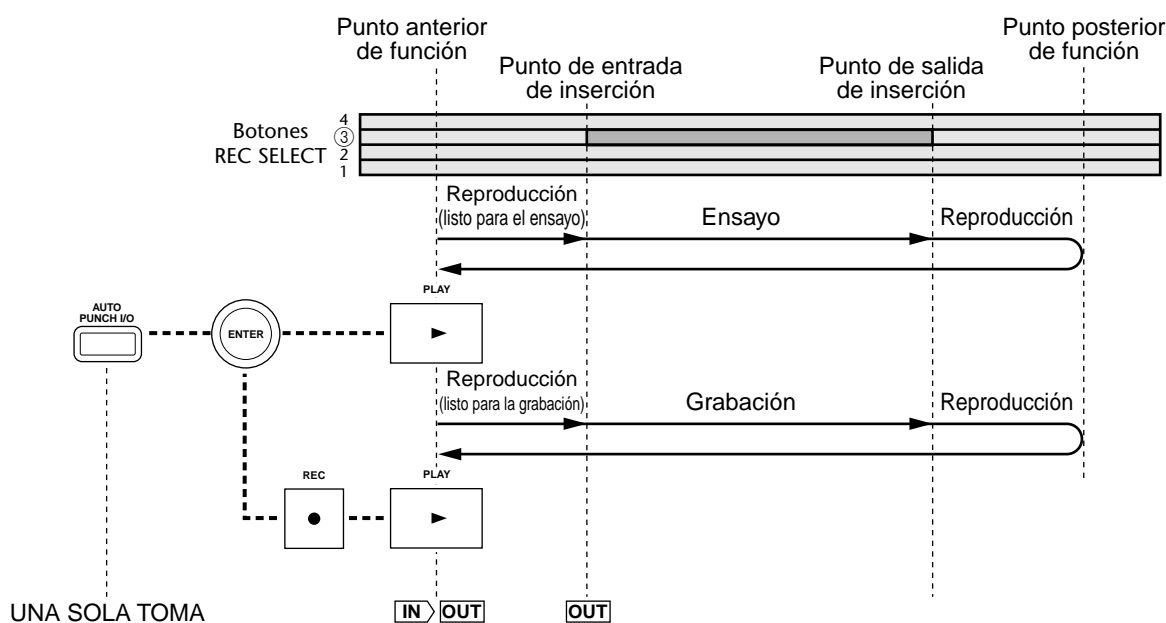 Punto anterior
de función
Punto posterior
de función
Punto de entrada
de inserción
Punto de salida
de inserción
Botones
REC SELECT
4
③
2
1
Reproducción
(listo para el ensayo)
Ensayo
Reproducción
PLAY
AUTO
PUNCH I/O
ENTER
Reproducción
(listo para la grabación)
Grabación
Reproducción
REC
PLAY
UNA SOLA TOMA
IN OUT
OUT